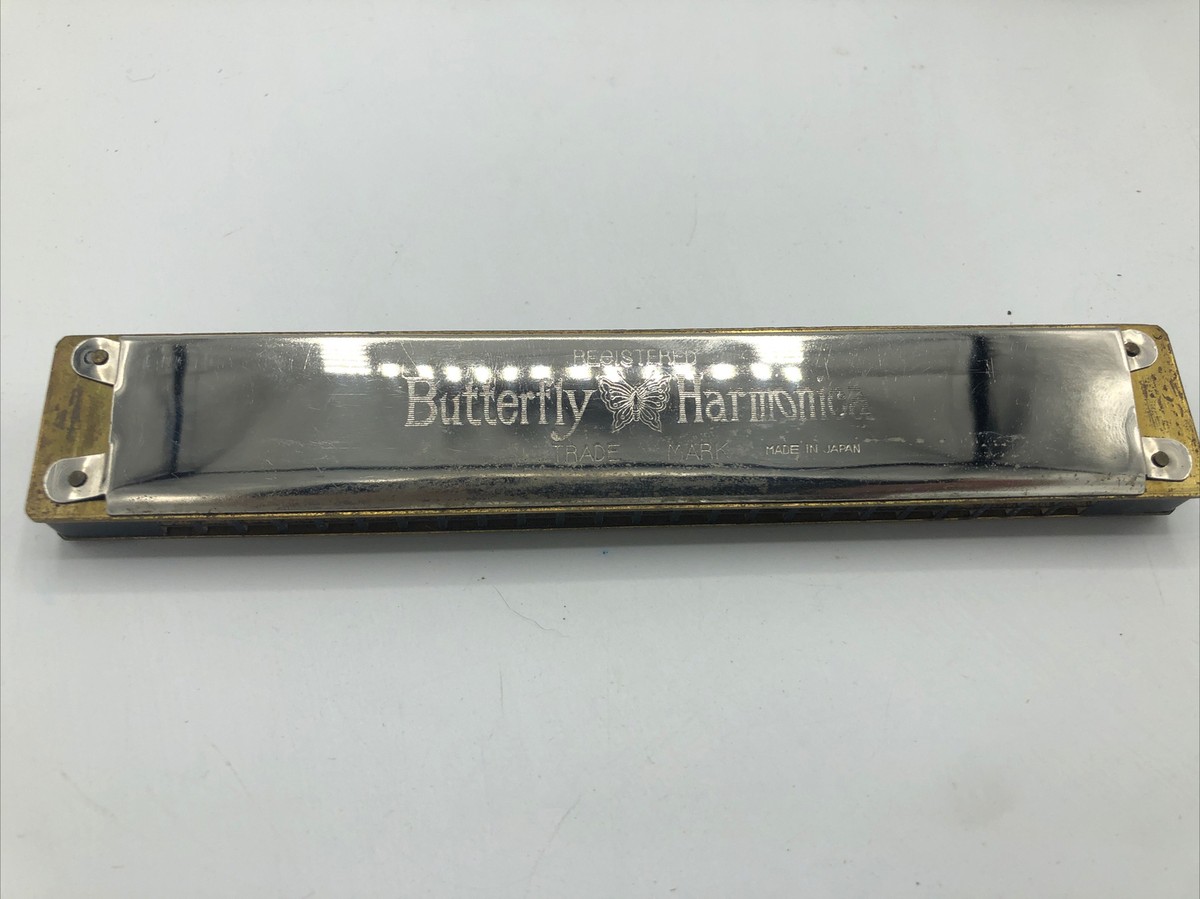 REGISTERED
Butterfly Harmonica
TRADE MARK MADE IN JAPAN